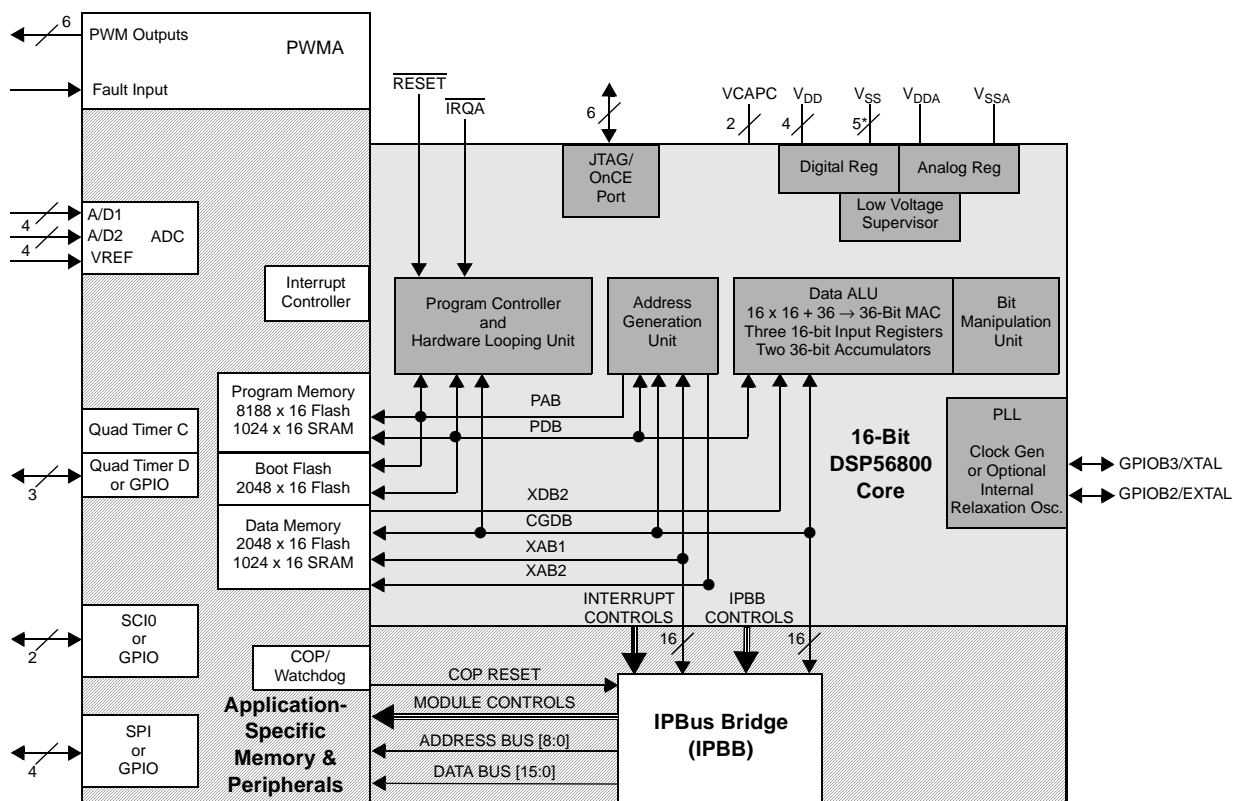 6
PWM Outputs
PWMA
Fault Input
RESET
IRQA
6
VCAPC
VDD
VSS
VDDA
VSSA
2
4
5*
JTAG/
OnCE
Port
Digital Reg
Analog Reg
Low Voltage
Supervisor
A/D1
4
A/D2
ADC
4
VREF
Interrupt
Controller
Program Controller
and
Hardware Looping Unit
Address
Generation
Unit
Data ALU
16 x 16 + 36 → 36-Bit MAC
Three 16-bit Input Registers
Two 36-bit Accumulators
Bit
Manipulation
Unit
Program Memory
8188 x 16 Flash
1024 x 16 SRAM
PAB
PDB
Quad Timer C
Quad Timer D
or GPIO
3
Boot Flash
2048 x 16 Flash
XDB2
CGDB
XAB1
XAB2
Data Memory
2048 x 16 Flash
1024 x 16 SRAM
16-Bit
DSP56800
Core
PLL
Clock Gen
or Optional
Internal
Relaxation Osc.
GPIOB3/XTAL
GPIOB2/EXTAL
INTERRUPT
CONTROLS
16
IPBB
CONTROLS
16
SCI0
or
GPIO
2
COP/
Watchdog
COP RESET
MODULE CONTROLS
ADDRESS BUS [8:0]
DATA BUS [15:0]
IPBus Bridge
(IPBB)
Application-
Specific
Memory &
Peripherals
SPI
or
GPIO
4